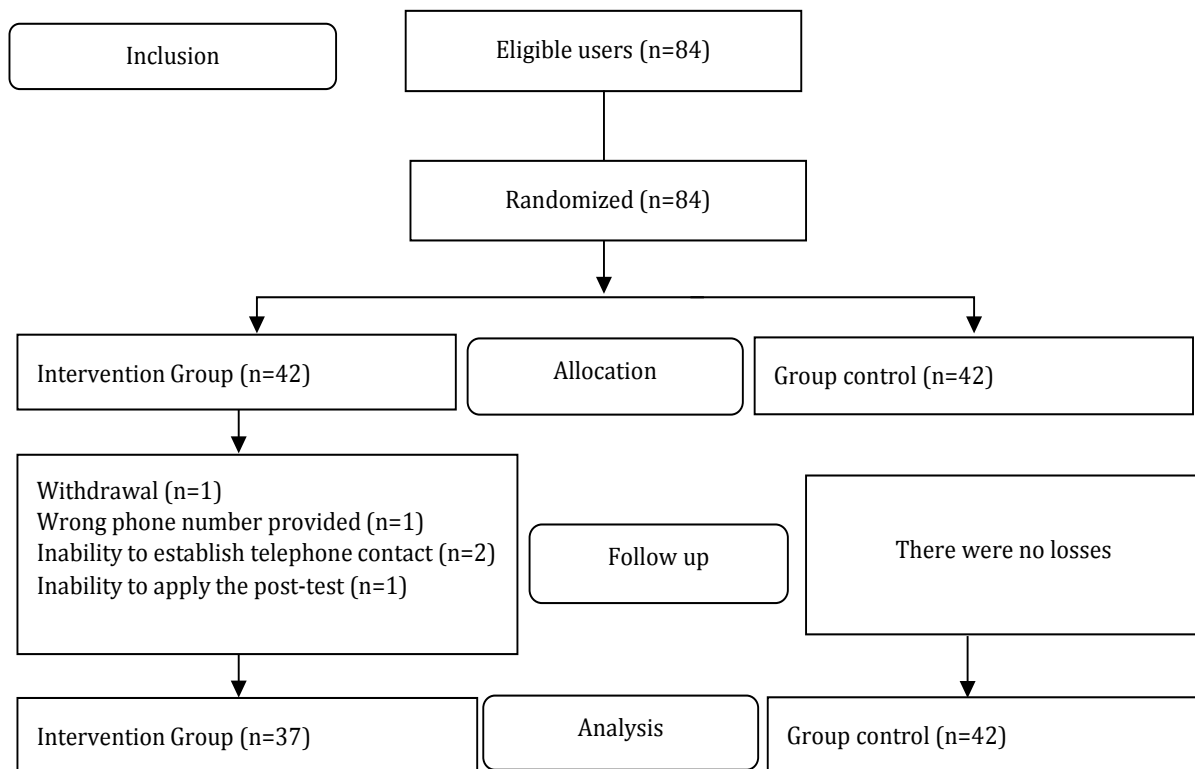 Inclusion
Eligible users (n=84)
Randomized (n=84)
Intervention Group (n=42)
Allocation
Group control (n=42)
Withdrawal (n=1)
Wrong phone number provided (n=1)
Inability to establish telephone contact (n=2)
Inability to apply the post-test (n=1)
Follow up
There were no losses
Intervention Group (n=37)
Analysis
Group control (n=42)